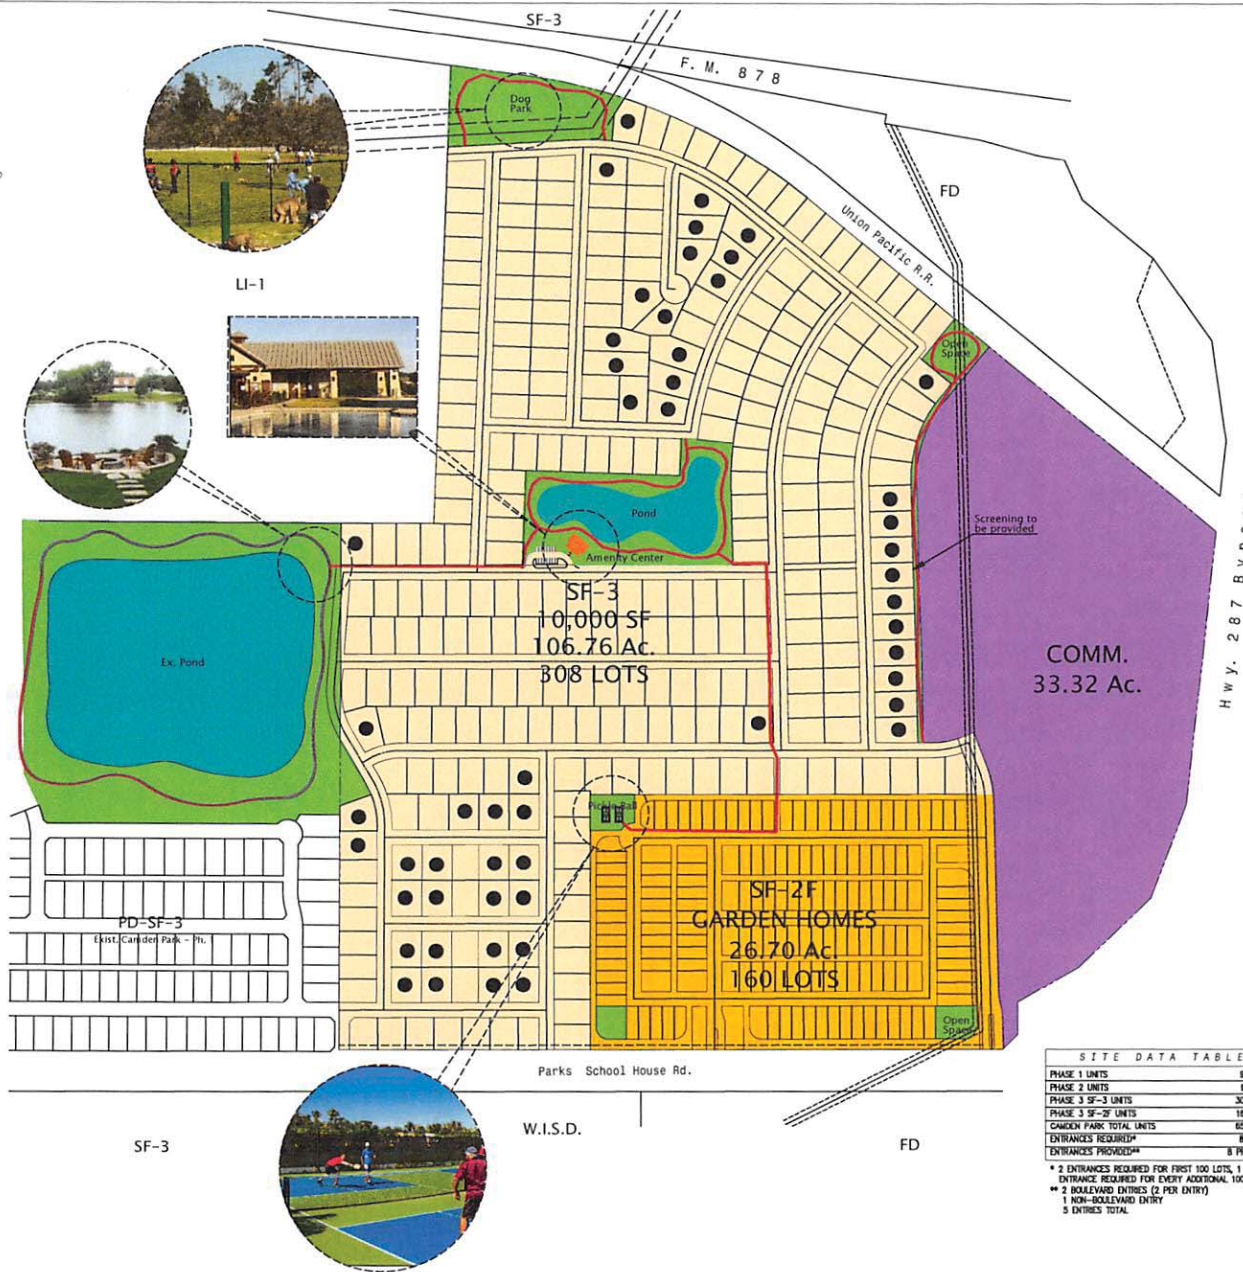 SF-3
F. M. 878
Dog
Park
FD
Union Pacific R.R.
LI-1
Open
Space
Pond
Screening to
be provided
Amenity Center
SF-3
10,000 SF
106.76 Ac.
308 LOTS
Ex. Pond
COMM.
33.32 Ac.
Hwy. 287
Pickle Ball
SF-2F
GARDEN HOMES
26.70 Ac.
160 LOTS
PD-SF-3
Exist. Camden Park - Ph.
Open
Space
Parks School House Rd.
SF-3
W.I.S.D.
FD
SITE DATA TABLE
PHASE 1 UNITS
PHASE 2 UNITS
PHASE 3 SF-3 UNITS
PHASE 3 SF-2F UNITS
CAMDEN PARK TOTAL UNITS
ENTRANCES REQUIRED*
ENTRANCES PROVIDED** 8
* 2 ENTRANCES REQUIRED FOR FIRST 100 LOTS, 1
ENTRANCE REQUIRED FOR EVERY ADDITIONAL 100
** 2 BOULEVARD ENTRIES (2 PER ENTRY)
1 NON-BOULEVARD ENTRY
5 ENTRIES TOTAL